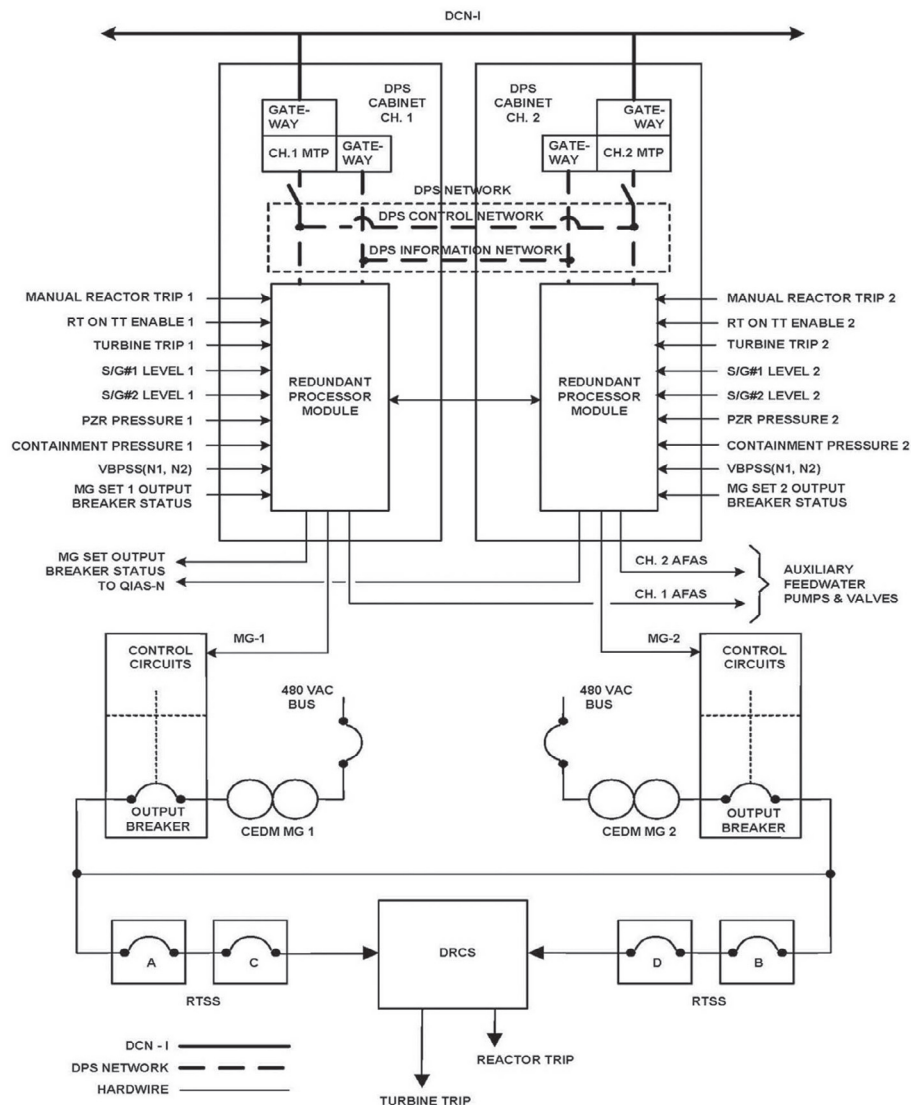 DCN-I
DPS
CABINET
CH. 1
GATE-
WAY
CH.1 MTP
GATE-
WAY
DPS
CABINET
CH. 2
GATE-
WAY
GATE-
WAY
CH.2 MTP
DPS NETWORK
DPS CONTROL NETWORK
DPS INFORMATION NETWORK
MANUAL REACTOR TRIP 1
RT ON TT ENABLE 1
TURBINE TRIP 1
S/G#1 LEVEL 1
S/G#2 LEVEL 1
PZR PRESSURE 1
CONTAINMENT PRESSURE 1
VBPSS(N1, N2)
MG SET 1 OUTPUT
BREAKER STATUS
REDUNDANT
PROCESSOR
MODULE
REDUNDANT
PROCESSOR
MODULE
MANUAL REACTOR TRIP 2
RT ON TT ENABLE 2
TURBINE TRIP 2
S/G#1 LEVEL 2
S/G#2 LEVEL 2
PZR PRESSURE 2
CONTAINMENT PRESSURE 2
VBPSS(N1, N2)
MG SET 2 OUTPUT
BREAKER STATUS
MG SET OUTPUT
BREAKER STATUS
TO QIAS-N
CH. 2 AFAS
CH. 1 AFAS
AUXILIARY
FEEDWATER
PUMPS & VALVES
MG-1
CONTROL
CIRCUITS
480 VAC
BUS
OUTPUT
BREAKER
CEDM MG 1
MG-2
CONTROL
CIRCUITS
480 VAC
BUS
CEDM MG 2
OUTPUT
BREAKER
A
C
RTSS
DRCS
D
B
RTSS
REACTOR TRIP
TURBINE TRIP
DCN - I
DPS NETWORK
HARDWIRE